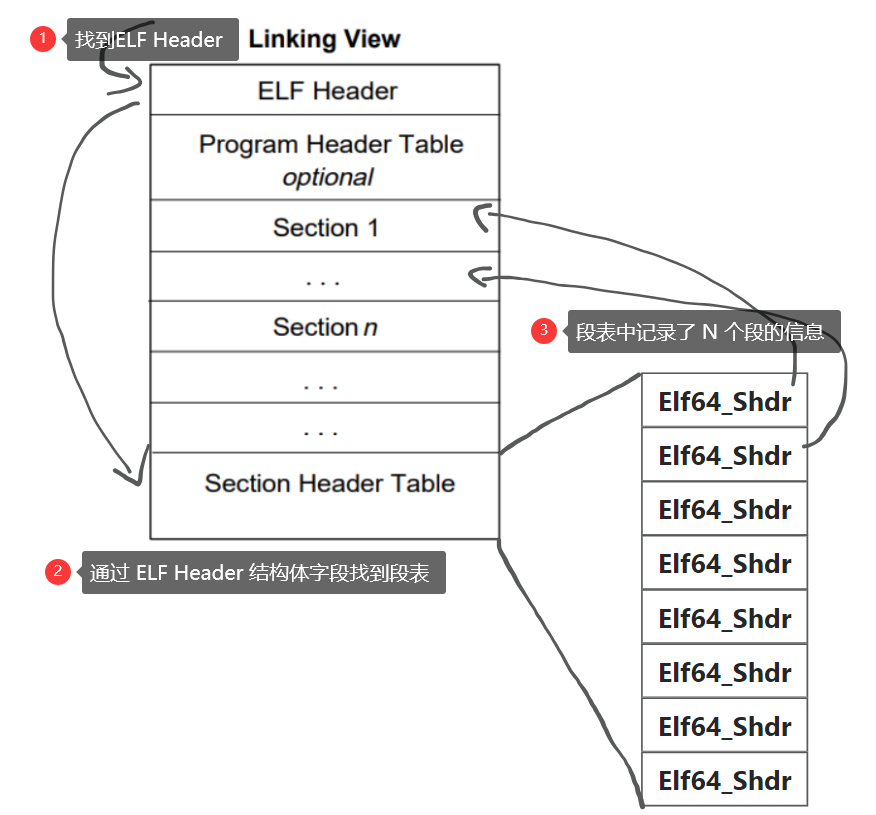 1
找到ELF Header
Linking View
ELF Header
Program Header Table
optional
Section 1
. . .
Section n
. . .
. . .
Section Header Table
2
通过 ELF Header 结构体字段找到段表
3
段表中记录了 N 个段的信息
Elf64_Shdr
Elf64_Shdr
Elf64_Shdr
Elf64_Shdr
Elf64_Shdr
Elf64_Shdr
Elf64_Shdr
Elf64_Shdr